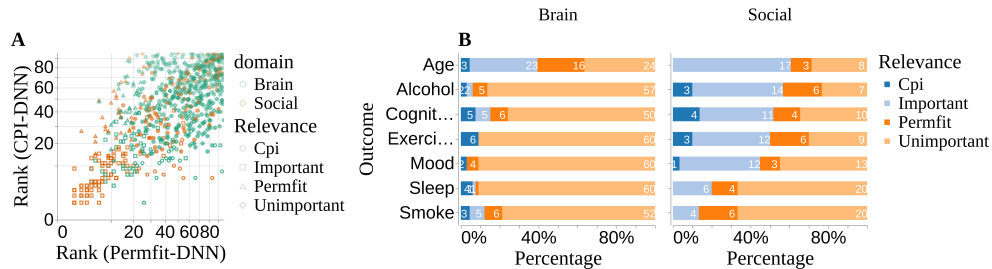 Brain
Social
A
B
Rank (CPI-DNN)
80
60
40
20
0
0
20
40
60
80
Rank (Permfit-DNN)
domain
Brain
Social
Relevance
Cpi
Important
Permfit
Unimportant
Outcome
Age
3
23
16
24
17
3
8
Alcohol
2
2
5
57
3
14
6
7
Cognit...
5
5
6
50
4
11
4
10
Exerci...
6
60
3
12
6
9
Mood
2
4
60
1
12
3
13
Sleep
4
1
60
6
4
20
Smoke
3
5
6
52
4
6
20
0%
40%
80%
0%
40%
80%
Percentage
Percentage
Relevance
Cpi
Important
Permfit
Unimportant